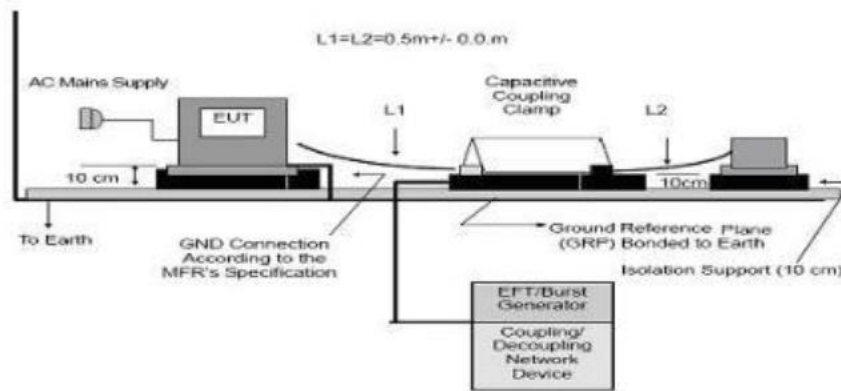 L1=L2=0.5m+/- 0.0.m
AC Mains Supply
EUT
L1
Capacitive
Coupling
Clamp
L2
10 cm
10cm
To Earth
GND Connection
According to the
MFR's Specification
Ground Reference Plane
(GRP) Bonded to Earth
Isolation Support (10 cm)
EFT/Burst
Generator
Coupling/
Decoupling
Network
Device